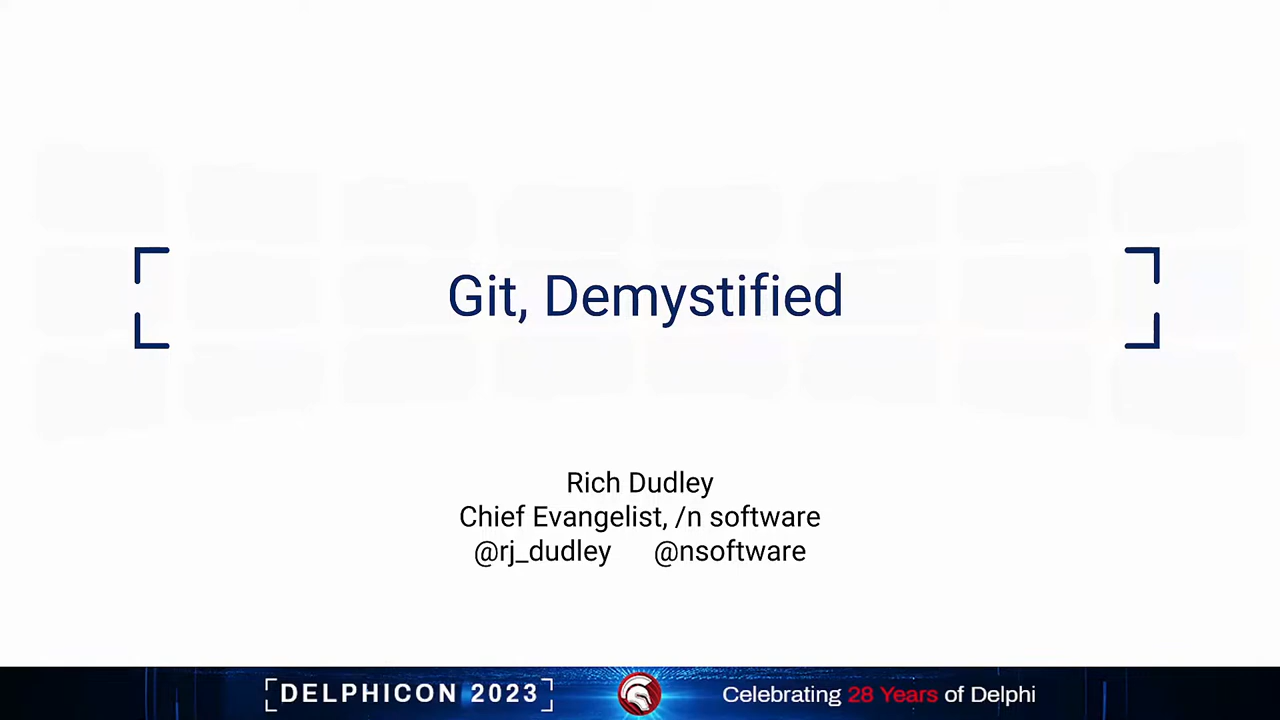 Git, Demystified
Rich Dudley
Chief Evangelist, /n software
@rj_dudley @nsoftware
[DELPHICON 2023]
Celebrating 28 Years of Delphi